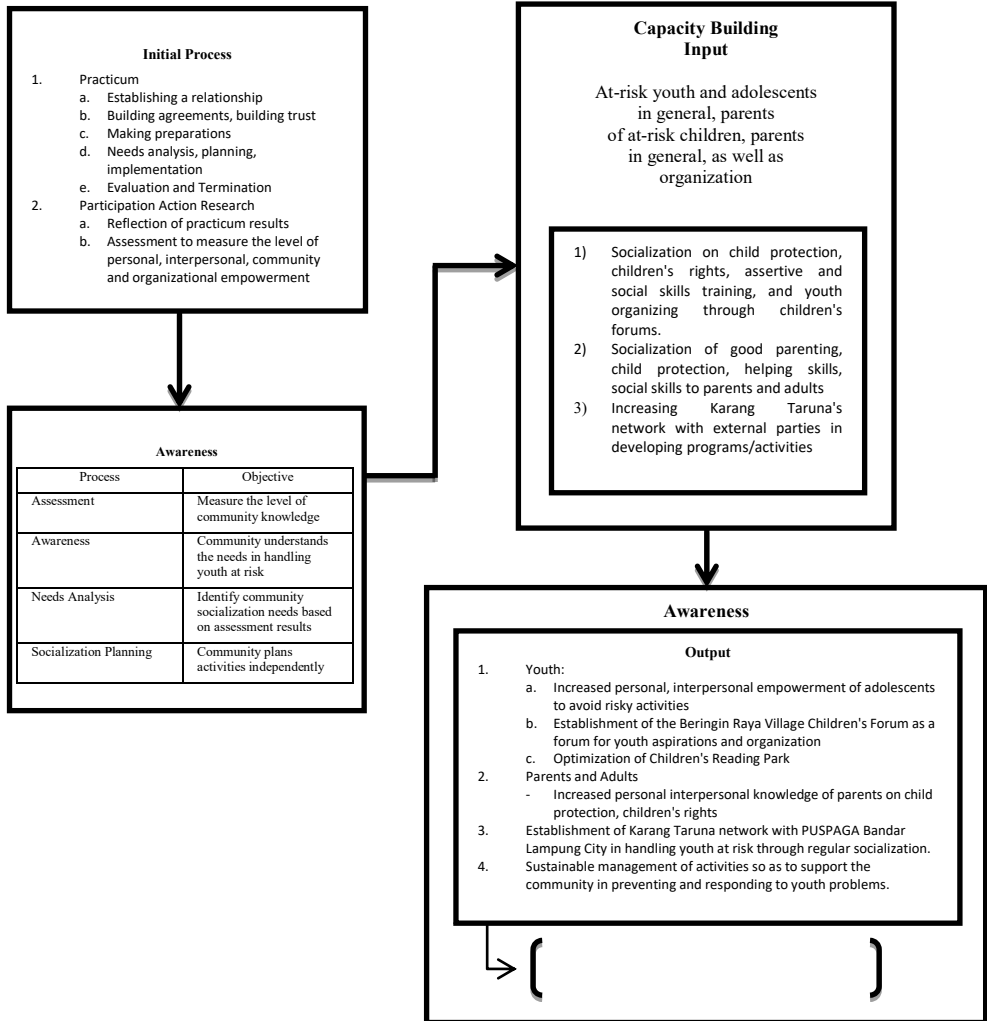 Initial Process
1. Practicum
a. Establishing a relationship
b. Building agreements, building trust
c. Making preparations
d. Needs analysis, planning,
implementation
e. Evaluation and Termination
2. Participation Action Research
a. Reflection of practicum results
b. Assessment to measure the level of
personal, interpersonal, community
and organizational empowerment
Awareness
Process Objective
Assessment Measure the level of
community knowledge
Awareness Community understands
the needs in handling
youth at risk
Needs Analysis Identify community
socialization needs based
on assessment results
Socialization Planning Community plans
activities independently
Capacity Building
Input
At-risk youth and adolescents
in general, parents
of at-risk children, parents
in general, as well as
organization
1) Socialization on child protection,
children's rights, assertive and
social skills training, and youth
organizing through children's
forums.
2) Socialization of good parenting,
child protection, helping skills,
social skills to parents and adults
3) Increasing Karang Taruna's
network with external parties in
developing programs/activities
Awareness
Output
1. Youth:
a. Increased personal, interpersonal empowerment of adolescents
to avoid risky activities
b. Establishment of the Beringin Raya Village Children's Forum as a
forum for youth aspirations and organization
c. Optimization of Children's Reading Park
2. Parents and Adults
- Increased personal interpersonal knowledge of parents on child
protection, children's rights
3. Establishment of Karang Taruna network with PUSPAGA Bandar
Lampung City in handling youth at risk through regular socialization.
4. Sustainable management of activities so as to support the
community in preventing and responding to youth problems.